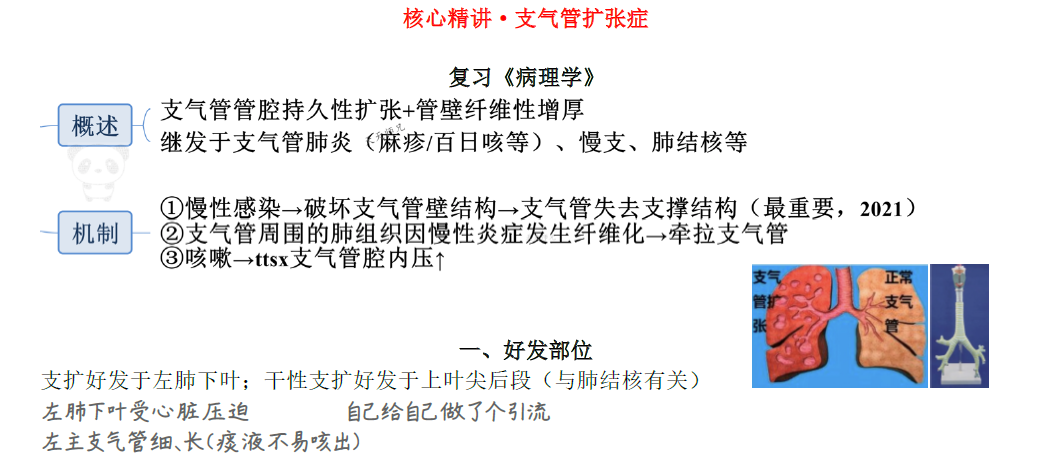 核心精讲·支气管扩张症
复习《病理学》
概述
支气管管腔持久性扩张+管壁纤维性增厚
继发于支气管肺炎（麻疹/百日咳等）、慢支、肺结核等
机制
①慢性感染→破坏支气管壁结构→支气管失去支撑结构（最重要，2021）
②支气管周围的肺组织因慢性炎症发生纤维化→牵拉支气管
③咳嗽→ttsx支气管腔内压↑
支气
管扩
张
正常
支气
管
一、好发部位
支扩好发于左肺下叶；干性支扩好发于上叶尖后段（与肺结核有关）
左肺下叶受心脏压迫 自己给自己做了个引流
左主支气管细、长(痰液不易咳出)